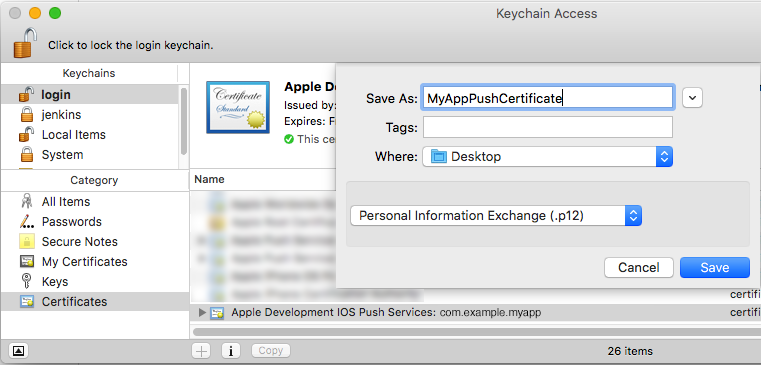 Keychain Access
Click to lock the login keychain.
Keychains
login
jenkins
Local Items
System
Category
All Items
Passwords
Secure Notes
My Certificates
Keys
Certificates
Certificate
Standard
Apple De
Issued by:
Expires: F
This cer
Name
Save As: MyAppPushCertificate
Tags:
Where: Desktop
Personal Information Exchange (.p12)
Cancel Save
Apple Development IOS Push Services: com.example.myapp certifi
Copy
26 items